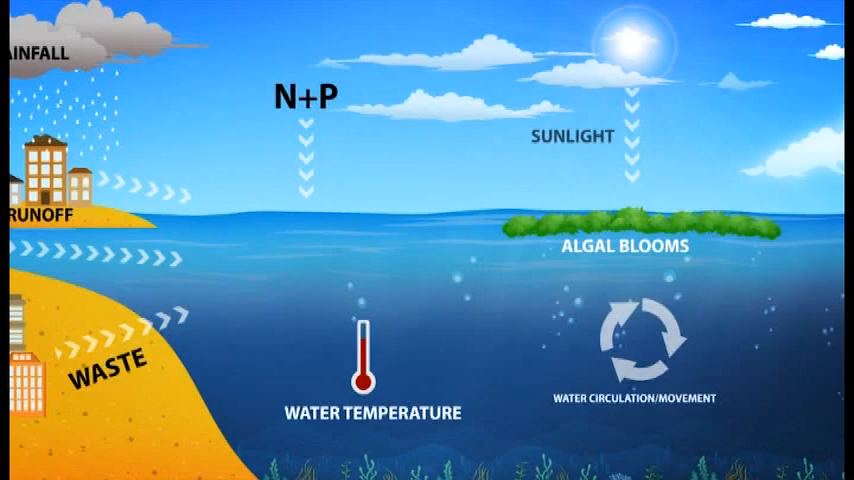 AINFALL
N+P
SUNLIGHT
RUNOFF
ALGAL BLOOMS
WASTE
WATER TEMPERATURE
WATER CIRCULATION/MOVEMENT